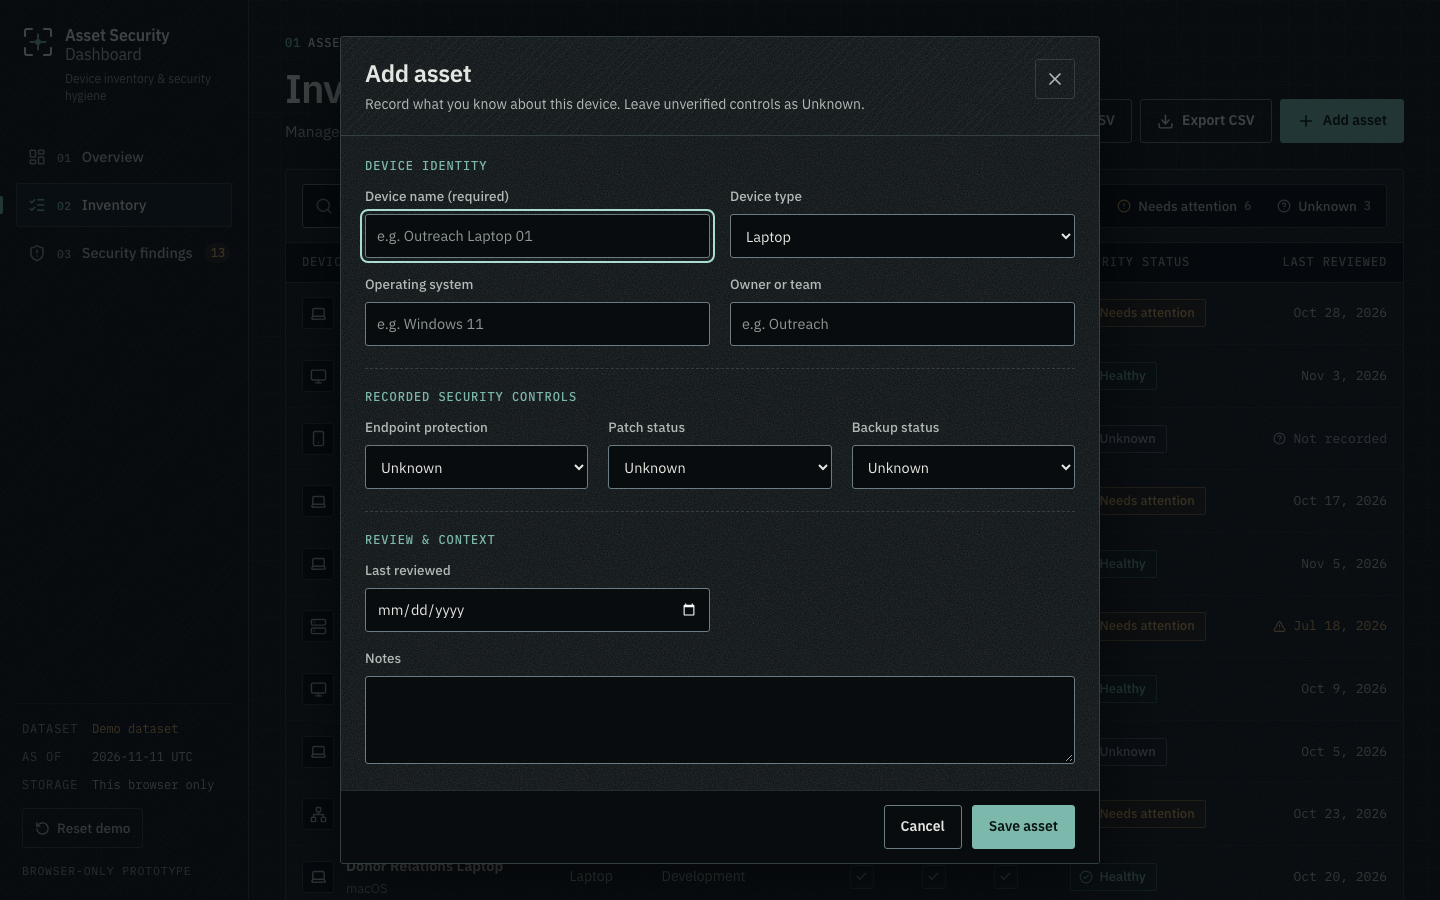 Asset Security
Dashboard
Device inventory & security
hygiene
01 Overview
02 Inventory
03 Security findings 13
DATASET Demo dataset
AS OF 2026-11-11 UTC
STORAGE This browser only
Reset demo
BROWSER-ONLY PROTOTYPE
01 ASSE
Inv
Manage
SV
Export CSV
Add asset
Needs attention 6
Unknown 3
DEVIC
RITY STATUS
LAST REVIEWED
Needs attention
Oct 28, 2026
Healthy
Nov 3, 2026
Unknown
Not recorded
Needs attention
Oct 17, 2026
Healthy
Nov 5, 2026
Needs attention
Jul 18, 2026
Healthy
Oct 9, 2026
Unknown
Oct 5, 2026
Needs attention
Oct 23, 2026
Donor Relations Laptop
macOS
Laptop
Development
Healthy
Oct 20, 2026
Add asset
Record what you know about this device. Leave unverified controls as Unknown.
DEVICE IDENTITY
Device name (required)
e.g. Outreach Laptop 01
Device type
Laptop
Operating system
e.g. Windows 11
Owner or team
e.g. Outreach
RECORDED SECURITY CONTROLS
Endpoint protection
Unknown
Patch status
Unknown
Backup status
Unknown
REVIEW & CONTEXT
Last reviewed
mm/dd/yyyy
Notes
Cancel
Save asset